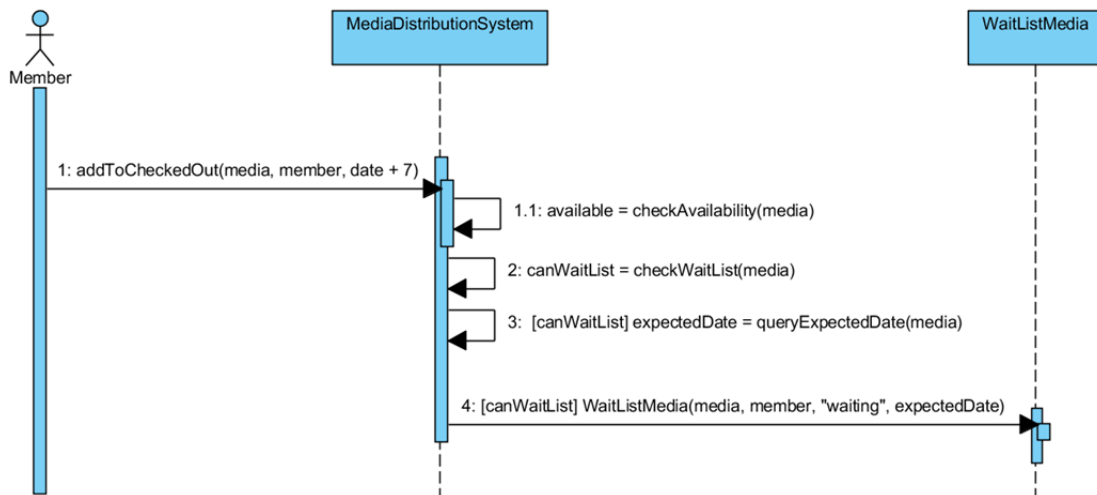 MediaDistributionSystem
WaitListMedia
Member
1: addToCheckedOut(media, member, date + 7)
1.1: available = checkAvailability(media)
2: canWaitList = checkWaitList(media)
3: [canWaitList] expectedDate = queryExpectedDate(media)
4: [canWaitList] WaitListMedia(media, member, "waiting", expectedDate)